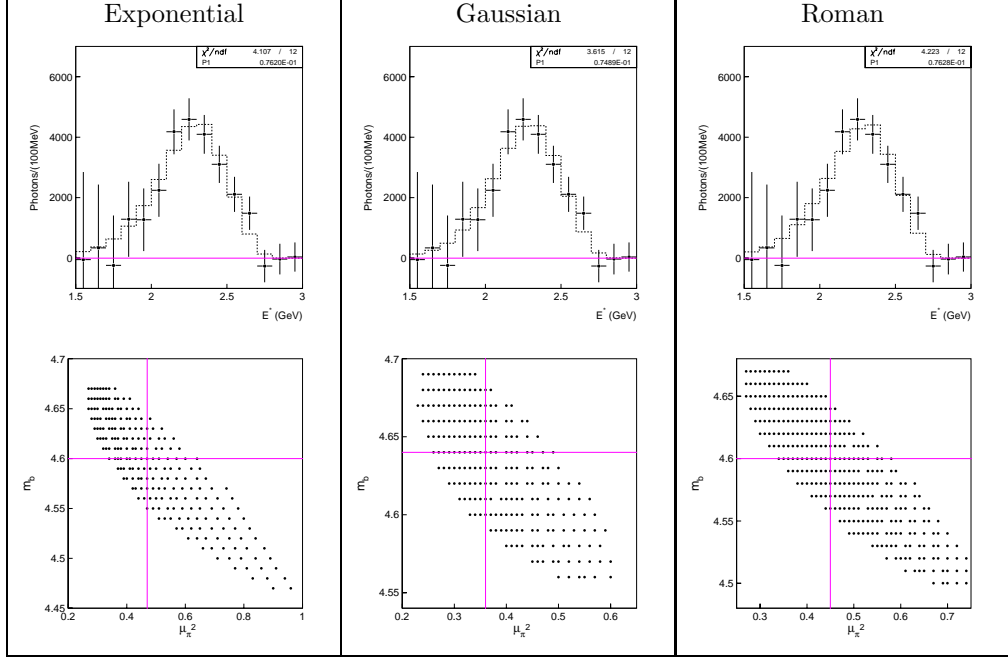 Exponential
Gaussian
Roman
χ²/ndf 4.107 / 12
P1 0.7620E-01
Photons/(100MeV)
6000
4000
2000
0
1.5 2 2.5 3
E* (GeV)
χ²/ndf 3.615 / 12
P1 0.7489E-01
Photons/(100MeV)
6000
4000
2000
0
1.5 2 2.5 3
E* (GeV)
χ²/ndf 4.223 / 12
P1 0.7628E-01
Photons/(100MeV)
6000
4000
2000
0
1.5 2 2.5 3
E* (GeV)
m_b
4.7
4.65
4.6
4.55
4.5
4.45
0.2 0.4 0.6 0.8 1
μ_π²
m_b
4.7
4.65
4.6
4.55
0.2 0.3 0.4 0.5 0.6
μ_π²
m_b
4.65
4.6
4.55
4.5
0.3 0.4 0.5 0.6 0.7
μ_π²